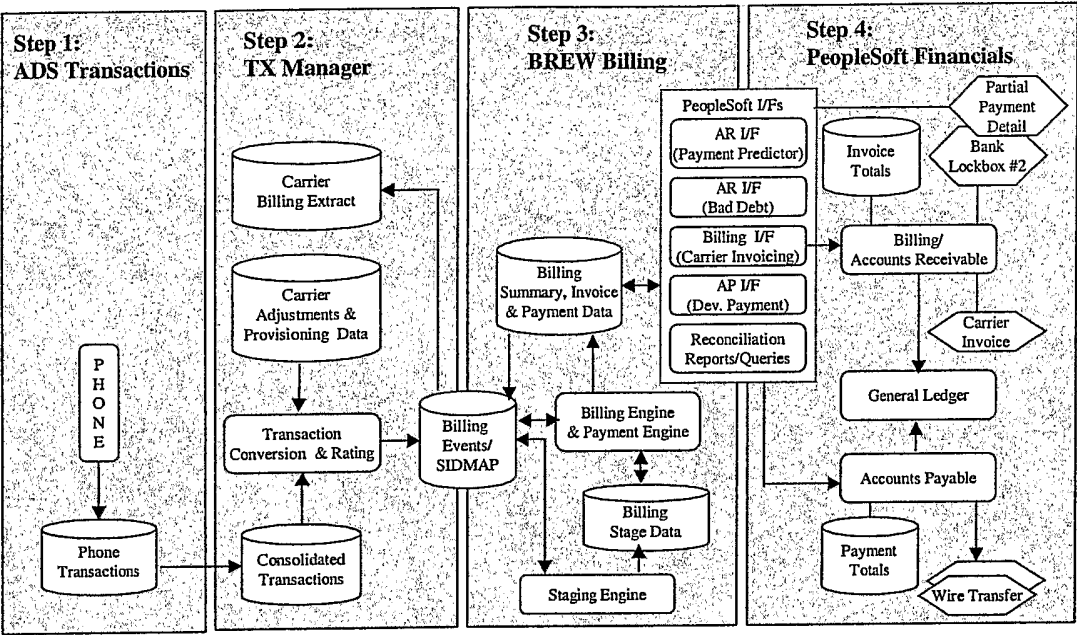 Step 1:
ADS Transactions
P
H
O
N
E
Phone
Transactions
Step 2:
TX Manager
Carrier
Billing Extract
Carrier
Adjustments &
Provisioning Data
Transaction
Conversion & Rating
Consolidated
Transactions
Step 3:
BREW Billing
Billing
Summary, Invoice
& Payment Data
Billing
Events/
SIDMAP
Billing Engine
& Payment Engine
Billing
Stage Data
Staging Engine
PeopleSoft I/Fs
AR I/F
(Payment Predictor)
AR I/F
(Bad Debt)
Billing I/F
(Carrier Invoicing)
AP I/F
(Dev. Payment)
Reconciliation
Reports/Queries
Step 4:
PeopleSoft Financials
Partial
Payment
Detail
Bank
Lockbox #2
Invoice
Totals
Billing/
Accounts Receivable
Carrier
Invoice
General Ledger
Accounts Payable
Payment
Totals
Wire Transfer